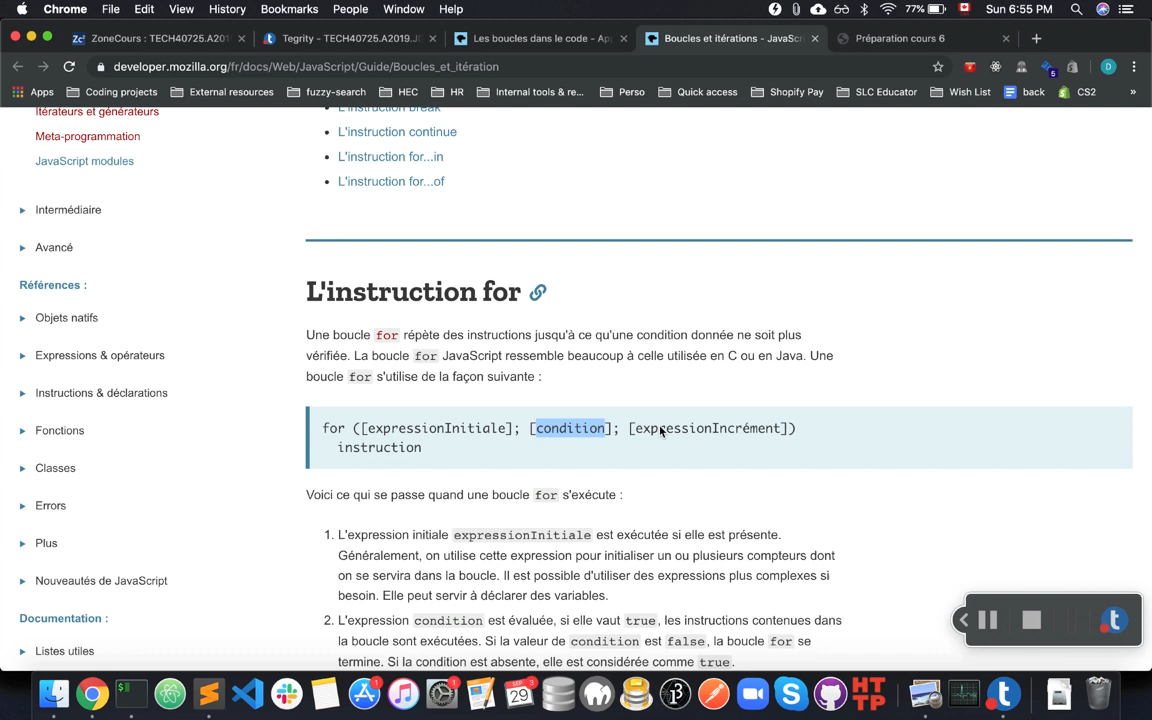 Chrome File Edit View History Bookmarks People Window Help 77% Sun 6:55 PM
ZoneCours : TECH40725.A201 Tegrity - TECH40725.A2019.J0 Les boucles dans le code - App Boucles et itérations - JavaScr Préparation cours 6
developer.mozilla.org/fr/docs/Web/JavaScript/Guide/Boucles_et_itération 5 D
Apps Coding projects External resources fuzzy-search HEC HR Internal tools & re... Perso Quick access Shopify Pay SLC Educator Wish List back CS2 »
Itérateurs et générateurs
Meta-programmation
JavaScript modules
Intermédiaire
Avancé
Références :
Objets natifs
Expressions & opérateurs
Instructions & déclarations
Fonctions
Classes
Errors
Plus
Nouveautés de JavaScript
Documentation :
Listes utiles
L'instruction break
L'instruction continue
L'instruction for...in
L'instruction for...of
L'instruction for
Une boucle for répète des instructions jusqu'à ce qu'une condition donnée ne soit plus
vérifiée. La boucle for JavaScript ressemble beaucoup à celle utilisée en C ou en Java. Une
boucle for s'utilise de la façon suivante :
for ([expressionInitiale]; [condition]; [expressionIncrément])
instruction
Voici ce qui se passe quand une boucle for s'exécute :
1. L'expression initiale expressionInitiale est exécutée si elle est présente.
Généralement, on utilise cette expression pour initialiser un ou plusieurs compteurs dont
on se servira dans la boucle. Il est possible d'utiliser des expressions plus complexes si
besoin. Elle peut servir à déclarer des variables.
2. L'expression condition est évaluée, si elle vaut true, les instructions contenues dans
la boucle sont exécutées. Si la valeur de condition est false, la boucle for se
termine. Si la condition est absente, elle est considérée comme true.
t
1 1 SEP 29 3 HT TP t